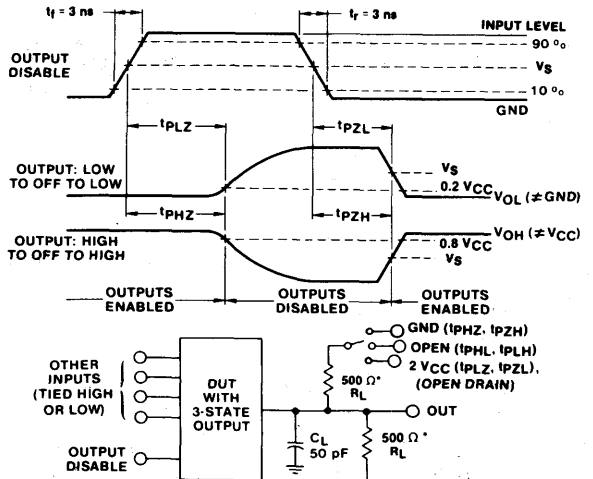 tf = 3 ns
tr = 3 ns
INPUT LEVEL
90 %
VS
10 %
GND
OUTPUT
DISABLE
tPLZ
tPZL
OUTPUT: LOW
TO OFF TO LOW
VS
0.2 VCC
VOL (≠GND)
tPHZ
tPZH
OUTPUT: HIGH
TO OFF TO HIGH
VOH (≠VCC)
0.8 VCC
VS
OUTPUTS
ENABLED
OUTPUTS
DISABLED
OUTPUTS
ENABLED
GND (tPHZ, tPZH)
OPEN (tPHL, tPLH)
2 VCC (tPLZ, tPZL),
(OPEN DRAIN)
OTHER
INPUTS
(TIED HIGH
OR LOW)
OUTPUT
DISABLE
DUT
WITH
3-STATE
OUTPUT
500 Ω*
RL
OUT
CL
50 pF
500 Ω*
RL